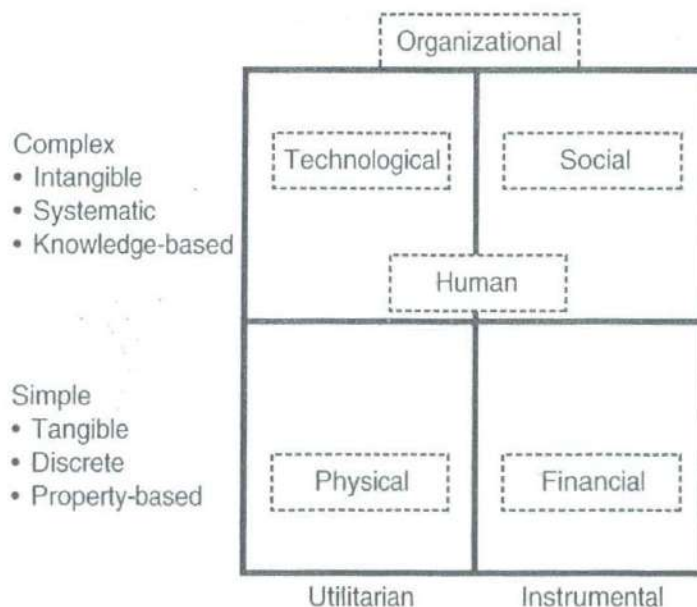 Organizational
Complex
• Intangible
• Systematic
• Knowledge-based
Technological
Social
Human
Simple
• Tangible
• Discrete
• Property-based
Physical
Financial
Utilitarian
Instrumental